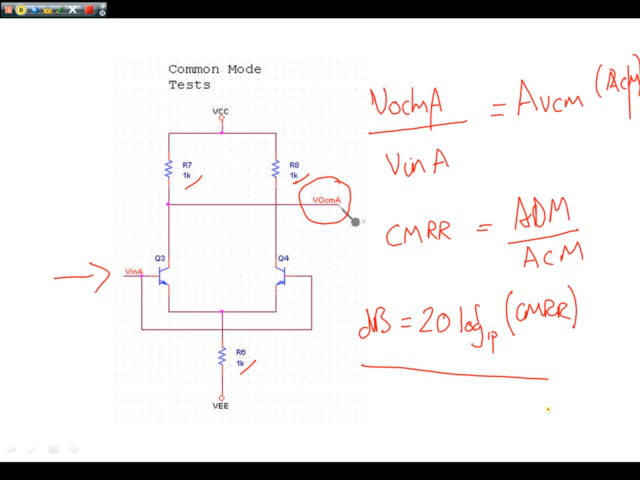 Common Mode
Tests
VCC
R7
1k
R8
1k
VOcmA
Q3
Q4
VinA
R6
1k
VEE
VocmA
VinA
= Avcm (Acm)
CMRR = ADM
ACM
dB = 20 log10 (CMRR)